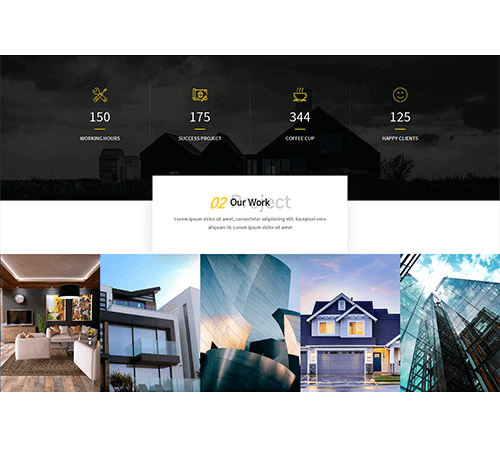 150
175
344
125
WORKING HOURS
SUCCESS PROJECT
COFFEE CUP
HAPPY CLIENTS
Project
02 Our Work
Lorem ipsum dolor sit amet, consectetur adipisicing elit. Vero earum
aliquam id. Lorem ipsum dolor sit amet